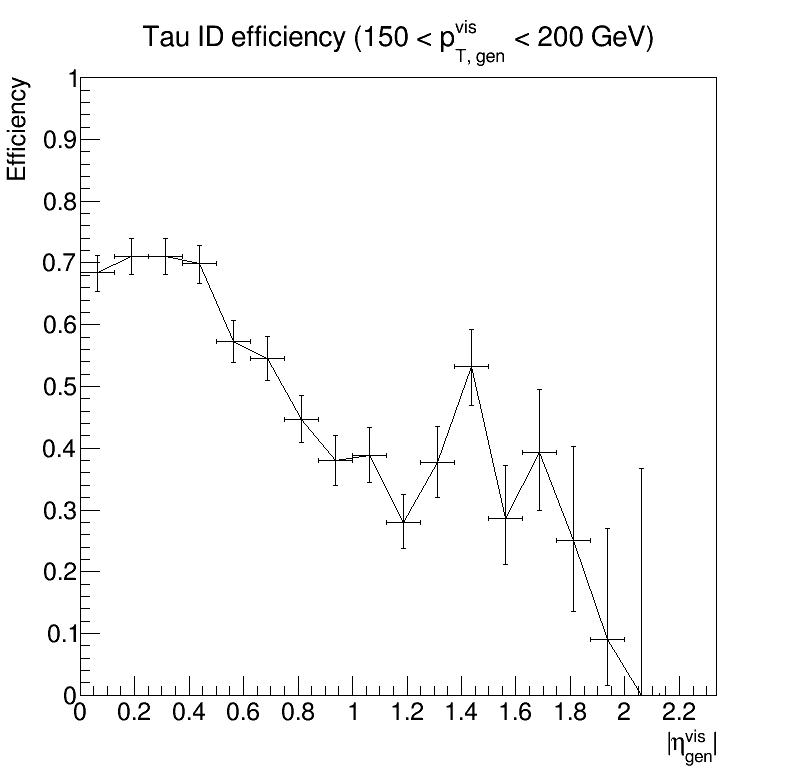 Tau ID efficiency (150 < p^vis_T, gen < 200 GeV)
Efficiency
1
0.9
0.8
0.7
0.6
0.5
0.4
0.3
0.2
0.1
0
0 0.2 0.4 0.6 0.8 1 1.2 1.4 1.6 1.8 2 2.2
|η^vis_gen|